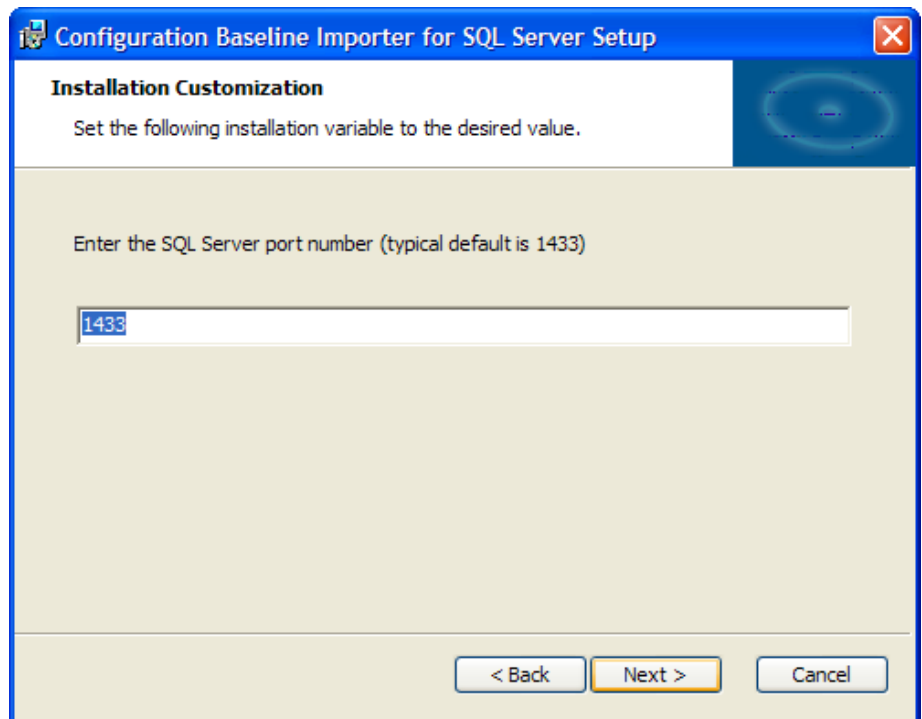 Configuration Baseline Importer for SQL Server Setup
Installation Customization
Set the following installation variable to the desired value.
Enter the SQL Server port number (typical default is 1433)
1433
< Back Next > Cancel